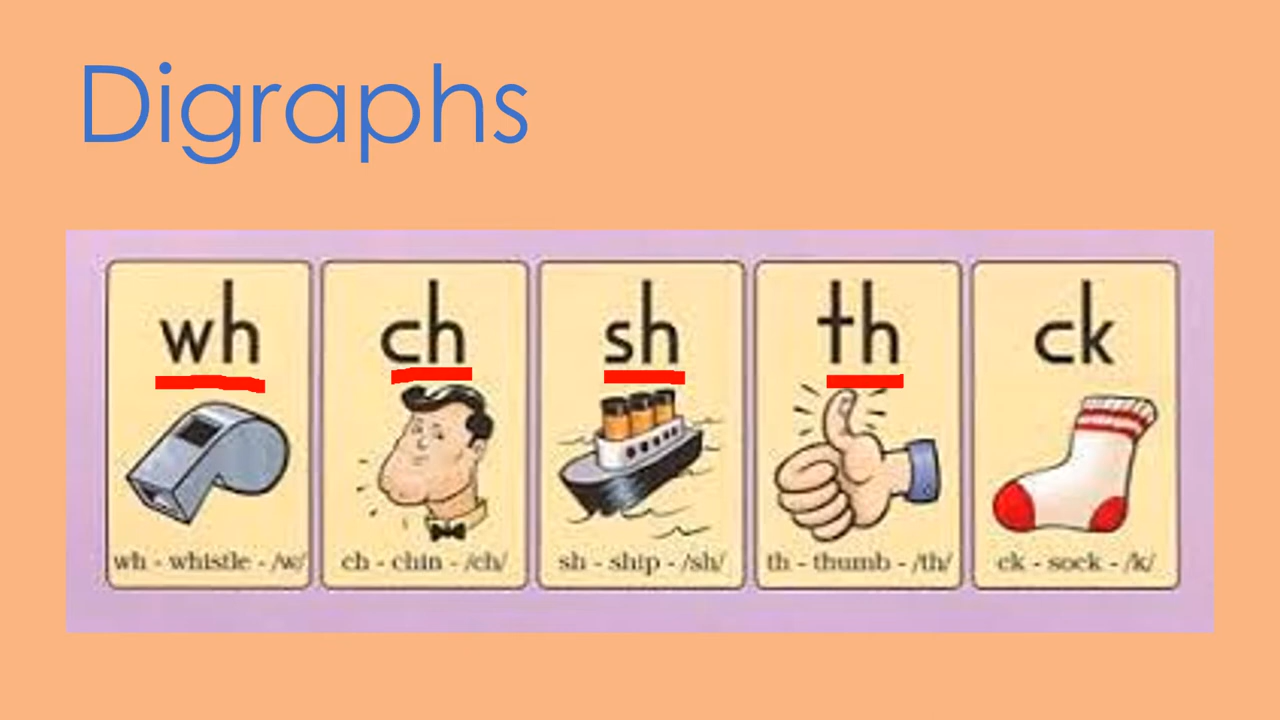 Digraphs
wh ch sh th ck
wh - whistle - /w/ ch - chin - /ch/ sh - ship - /sh/ th - thumb - /th/ ck - sock - /k/